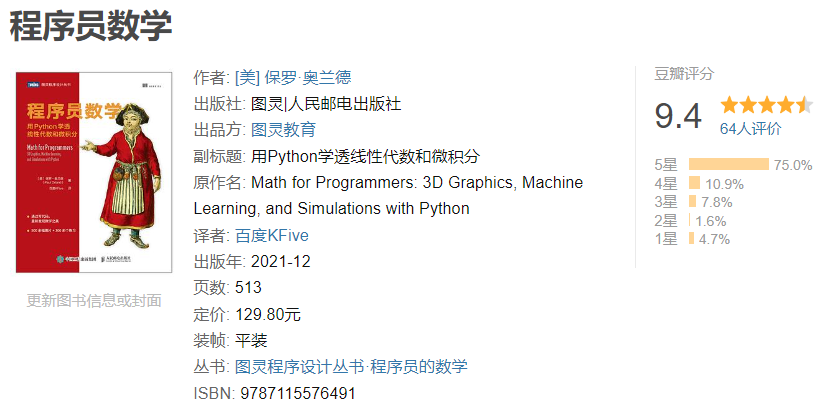 程序员数学
作者: [美] 保罗·奥兰德
出版社: 图灵|人民邮电出版社
出品方: 图灵教育
副标题: 用Python学透线性代数和微积分
原作名: Math for Programmers: 3D Graphics, Machine
Learning, and Simulations with Python
译者: 百度KFive
出版年: 2021-12
页数: 513
定价: 129.80元
装帧: 平装
丛书: 图灵程序设计丛书·程序员的数学
ISBN: 9787115576491
程序员数学
用Python学透
线性代数和微积分
Math for Programmers
更新图书信息或封面
豆瓣评分
9.4
64人评价
5星 75.0%
4星 10.9%
3星 7.8%
2星 1.6%
1星 4.7%